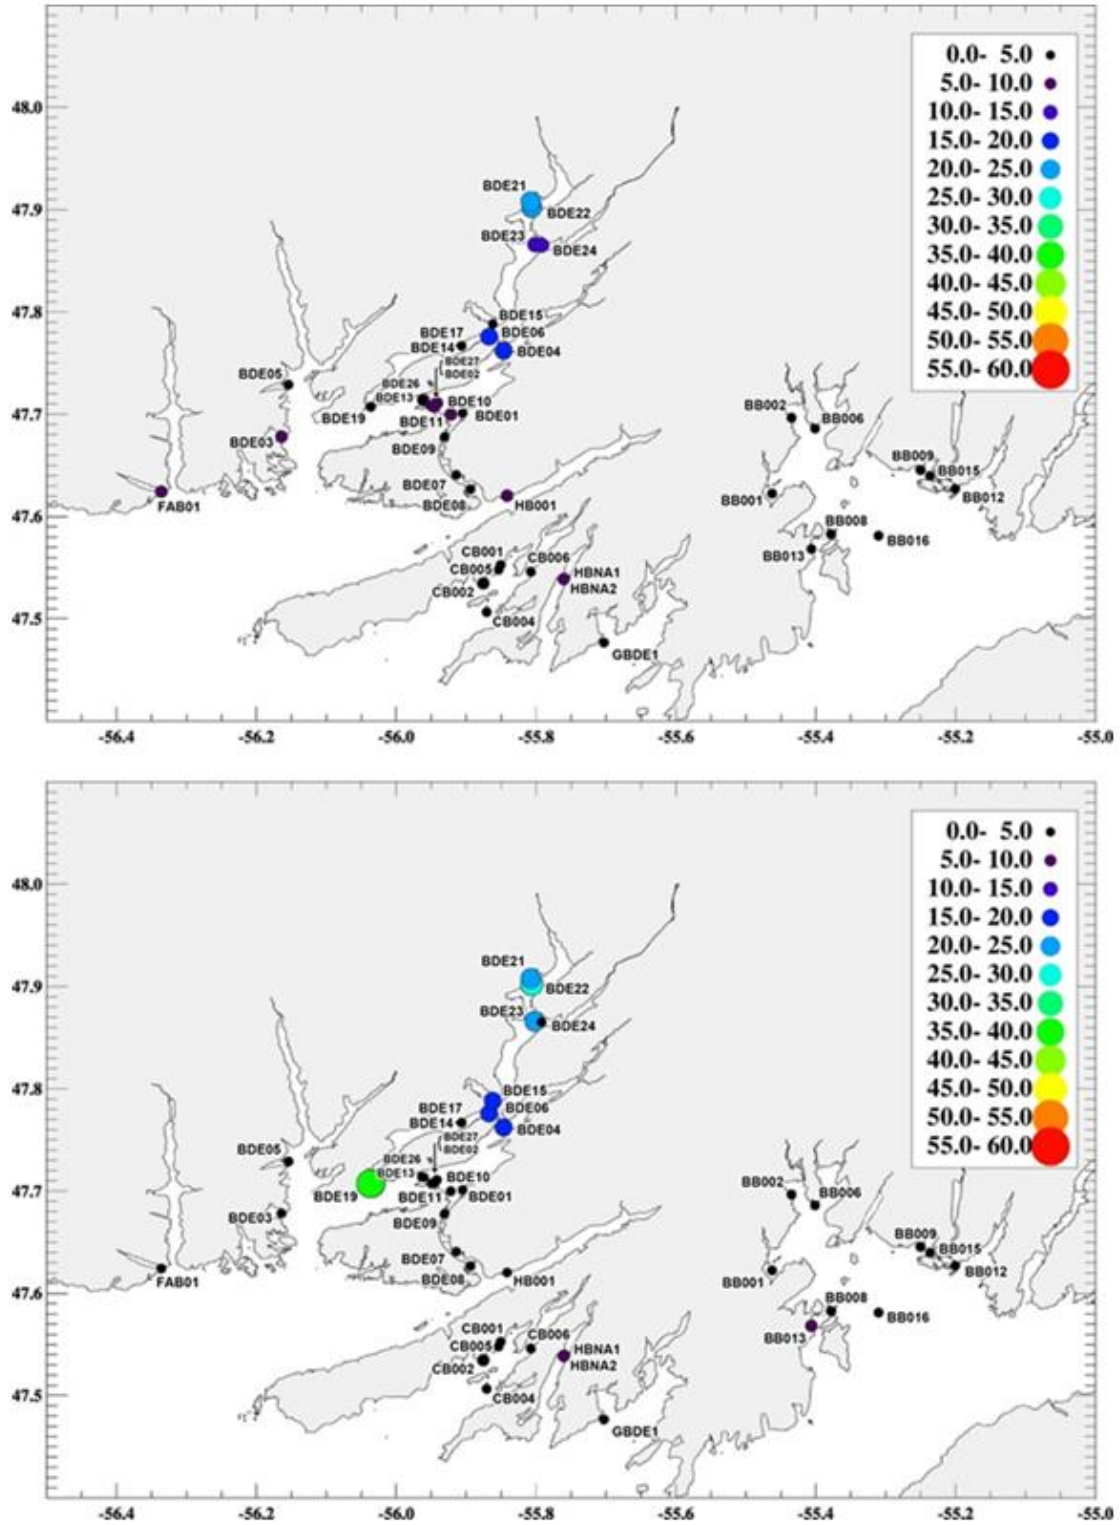 0.0- 5.0
5.0- 10.0
10.0- 15.0
15.0- 20.0
20.0- 25.0
25.0- 30.0
30.0- 35.0
35.0- 40.0
40.0- 45.0
45.0- 50.0
50.0- 55.0
55.0- 60.0
48.0
47.9
47.8
47.7
47.6
47.5
BDE21
BDE22
BDE23
BDE24
BDE15
BDE17
BDE06
BDE14
BDE04
BDE27
BDE02
BDE05
BDE26
BDE13
BDE10
BDE19
BDE11
BDE01
BDE03
BDE09
BDE07
BDE08
HB001
FAB01
CB001
CB006
CB005
CB002
HBNA1
HBNA2
CB004
GBDE1
BB002
BB006
BB009
BB015
BB001
BB012
BB008
BB016
BB013
-56.4 -56.2 -56.0 -55.8 -55.6 -55.4 -55.2 -55.0
0.0- 5.0
5.0- 10.0
10.0- 15.0
15.0- 20.0
20.0- 25.0
25.0- 30.0
30.0- 35.0
35.0- 40.0
40.0- 45.0
45.0- 50.0
50.0- 55.0
55.0- 60.0
48.0
47.9
47.8
47.7
47.6
47.5
BDE21
BDE22
BDE23
BDE24
BDE15
BDE17
BDE06
BDE14
BDE04
BDE27
BDE02
BDE05
BDE26
BDE13
BDE10
BDE19
BDE11
BDE01
BDE03
BDE09
BDE07
BDE08
HB001
FAB01
CB001
CB006
CB005
CB002
HBNA1
HBNA2
CB004
GBDE1
BB002
BB006
BB009
BB015
BB001
BB012
BB008
BB016
BB013
-56.4 -56.2 -56.0 -55.8 -55.6 -55.4 -55.2 -55.0